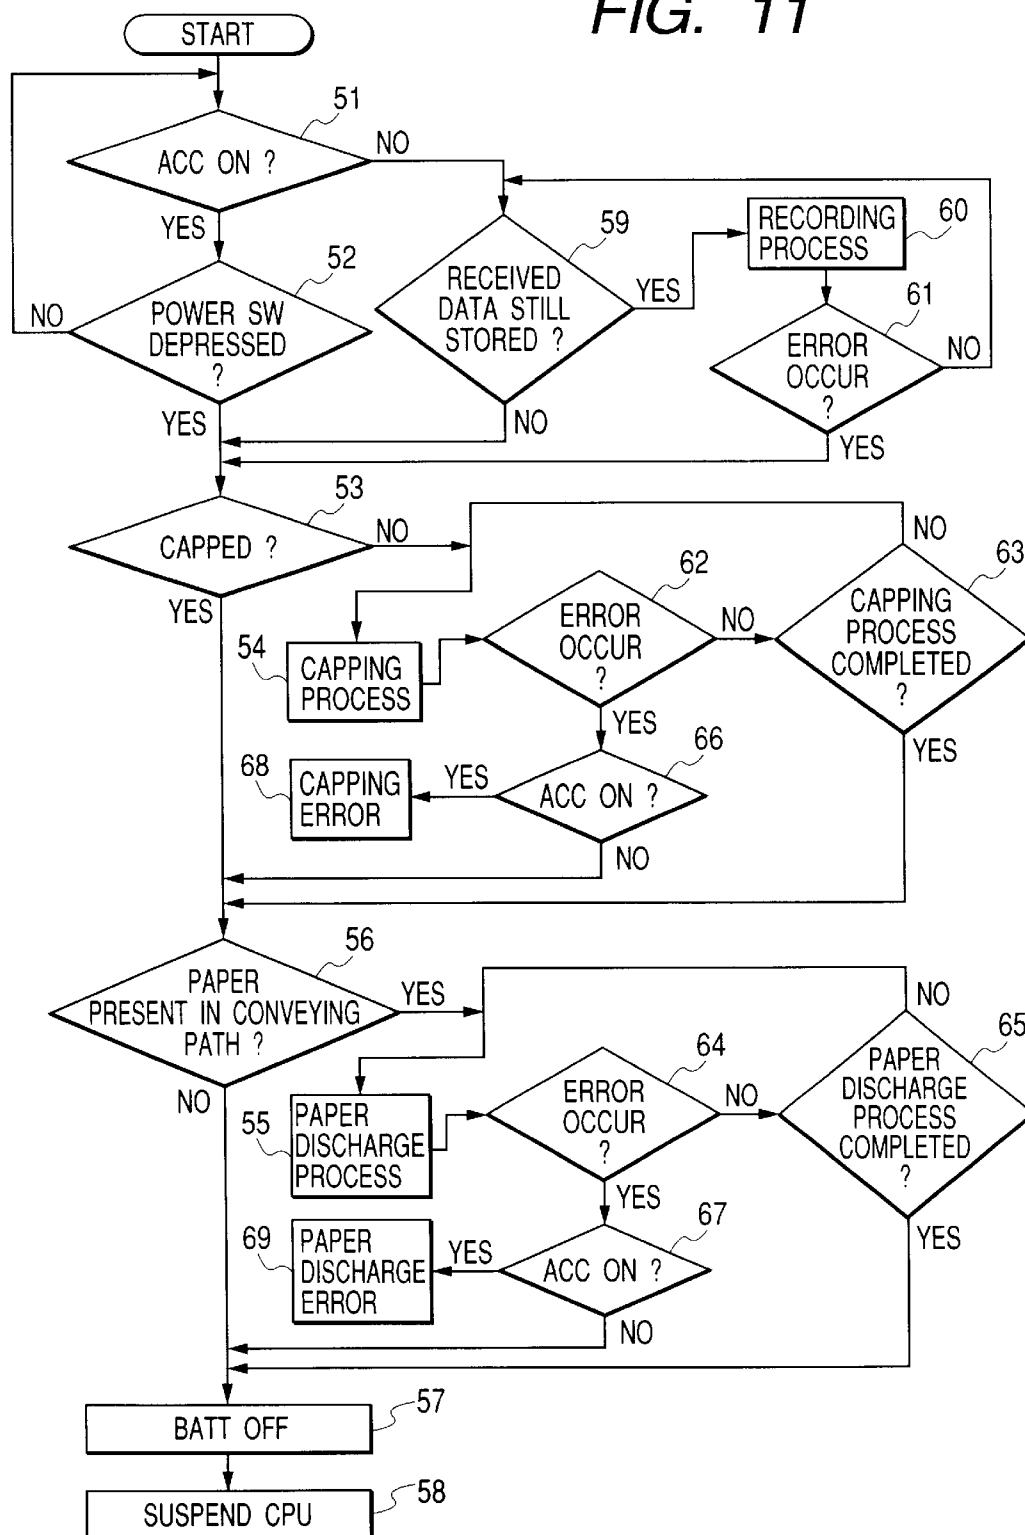 FIG. 11
START
51
ACC ON ?
NO
YES
52
POWER SW
DEPRESSED
?
NO
YES
59
RECEIVED
DATA STILL
STORED ?
YES
NO
60
RECORDING
PROCESS
61
ERROR
OCCUR
?
NO
YES
53
CAPPED ?
NO
YES
54
CAPPING
PROCESS
62
ERROR
OCCUR
?
NO
YES
63
NO
CAPPING
PROCESS
COMPLETED
?
YES
66
ACC ON ?
YES
NO
68
CAPPING
ERROR
56
PAPER
PRESENT IN CONVEYING
PATH ?
YES
NO
55
PAPER
DISCHARGE
PROCESS
64
ERROR
OCCUR
?
NO
YES
65
NO
PAPER
DISCHARGE
PROCESS
COMPLETED
?
YES
67
ACC ON ?
YES
NO
69
PAPER
DISCHARGE
ERROR
57
BATT OFF
58
SUSPEND CPU